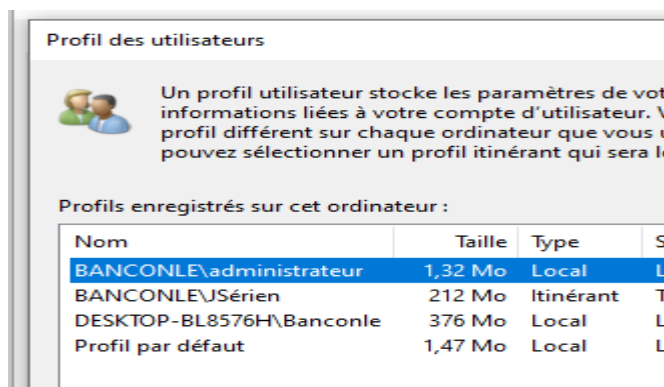 Profil des utilisateurs
Un profil utilisateur stocke les paramètres de
informations liées à votre compte d'utilisateur.
profil différent sur chaque ordinateur que vous
pouvez sélectionner un profil itinérant qui sera
Profils enregistrés sur cet ordinateur :
Nom Taille Type
BANCONLE\administrateur 1,32 Mo Local
BANCONLE\JSérien 212 Mo Itinérant
DESKTOP-BL8576H\Banconle 376 Mo Local
Profil par défaut 1,47 Mo Local